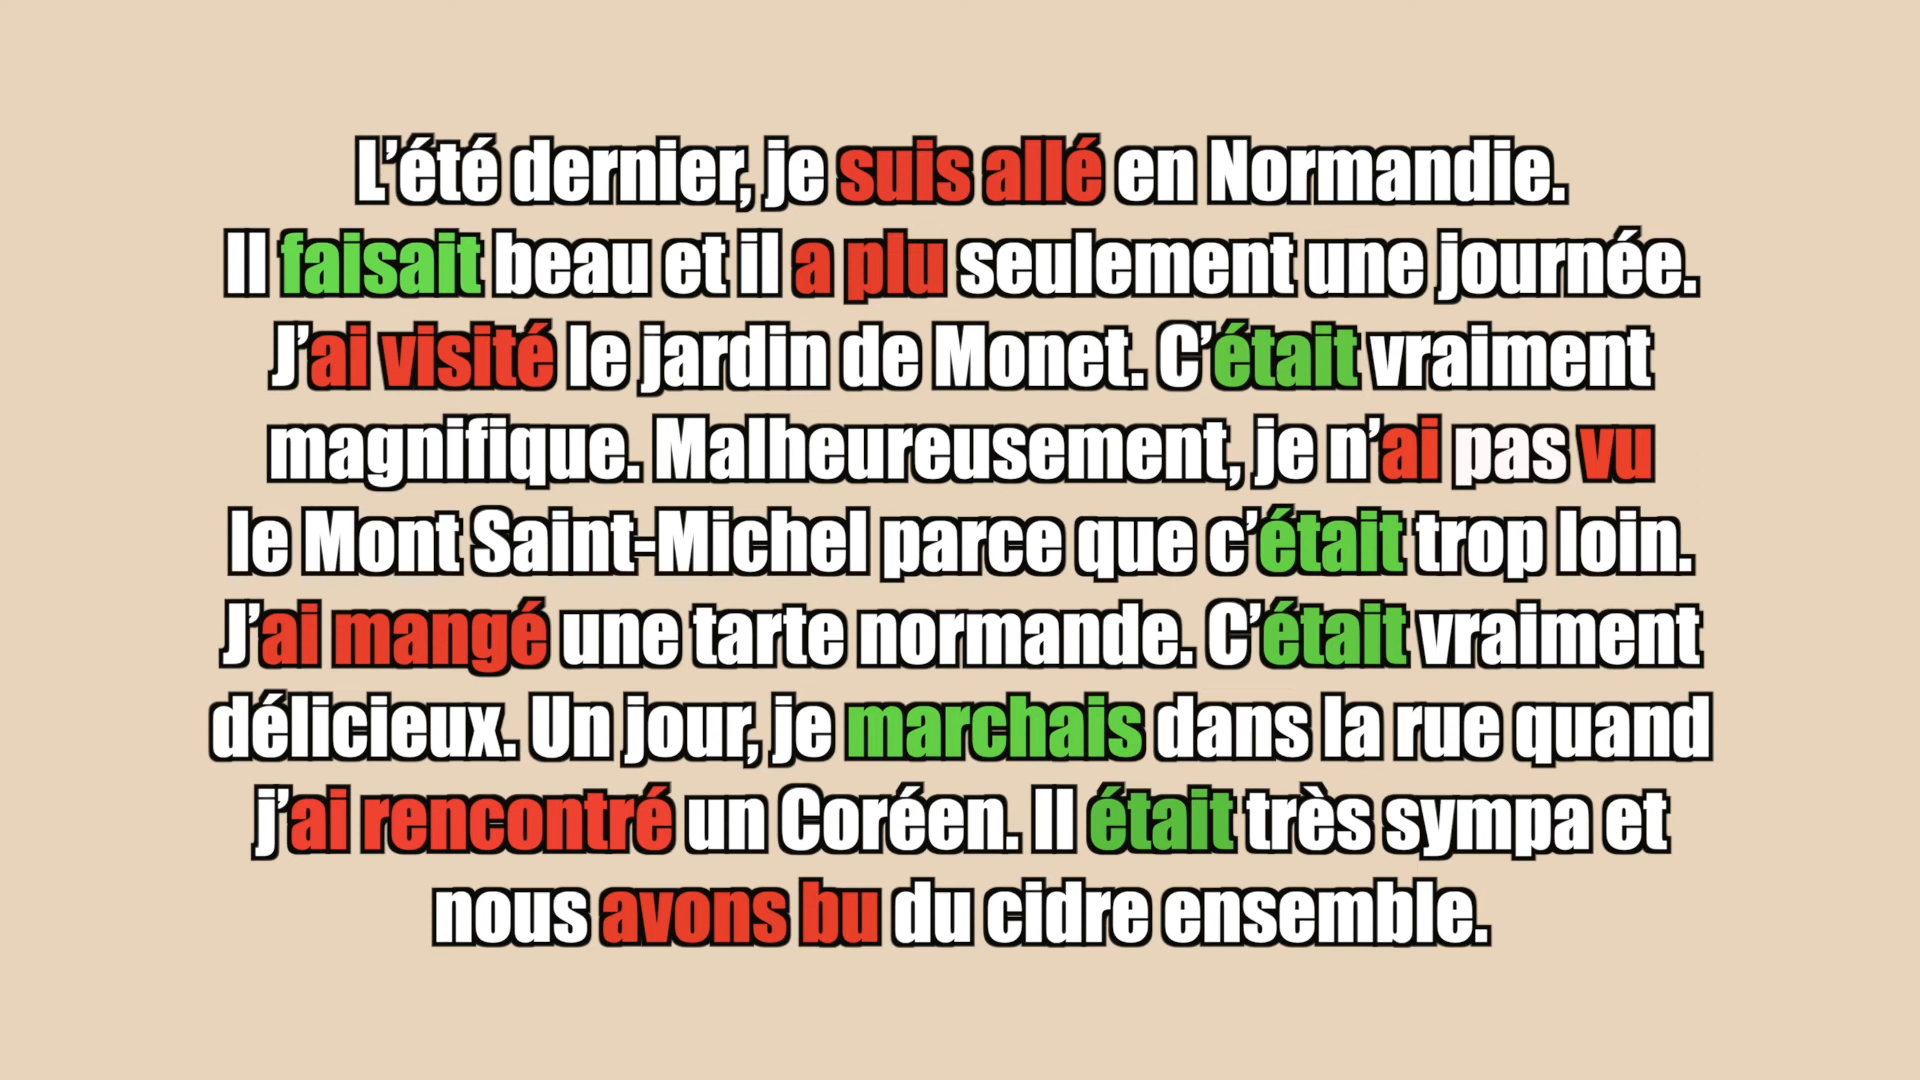 L’été dernier, je suis allé en Normandie.
Il faisait beau et il a plu seulement une journée.
J’ai visité le jardin de Monet. C’était vraiment
magnifique. Malheureusement, je n’ai pas vu
le Mont Saint-Michel parce que c’était trop loin.
J’ai mangé une tarte normande. C’était vraiment
délicieux. Un jour, je marchais dans la rue quand
j’ai rencontré un Coréen. Il était très sympa et
nous avons bu du cidre ensemble.